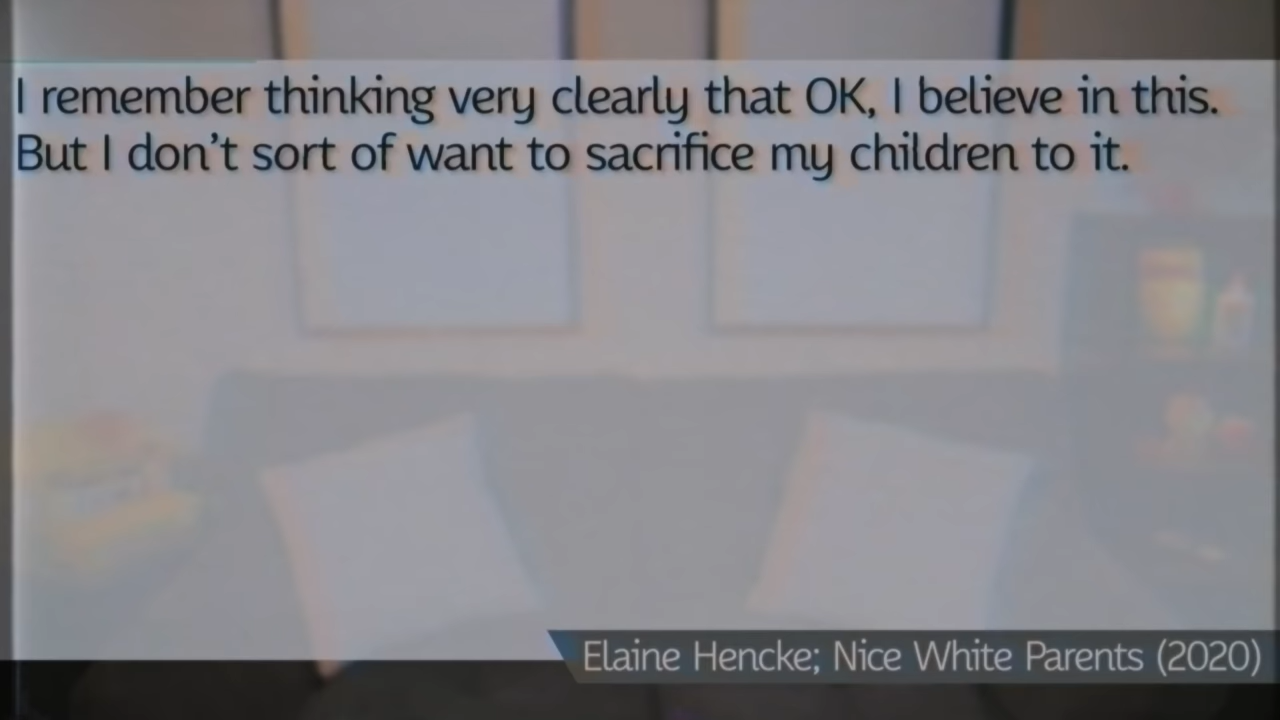 I remember thinking very clearly that OK, I believe in this.
But I don’t sort of want to sacrifice my children to it.
Elaine Hencke; Nice White Parents (2020)